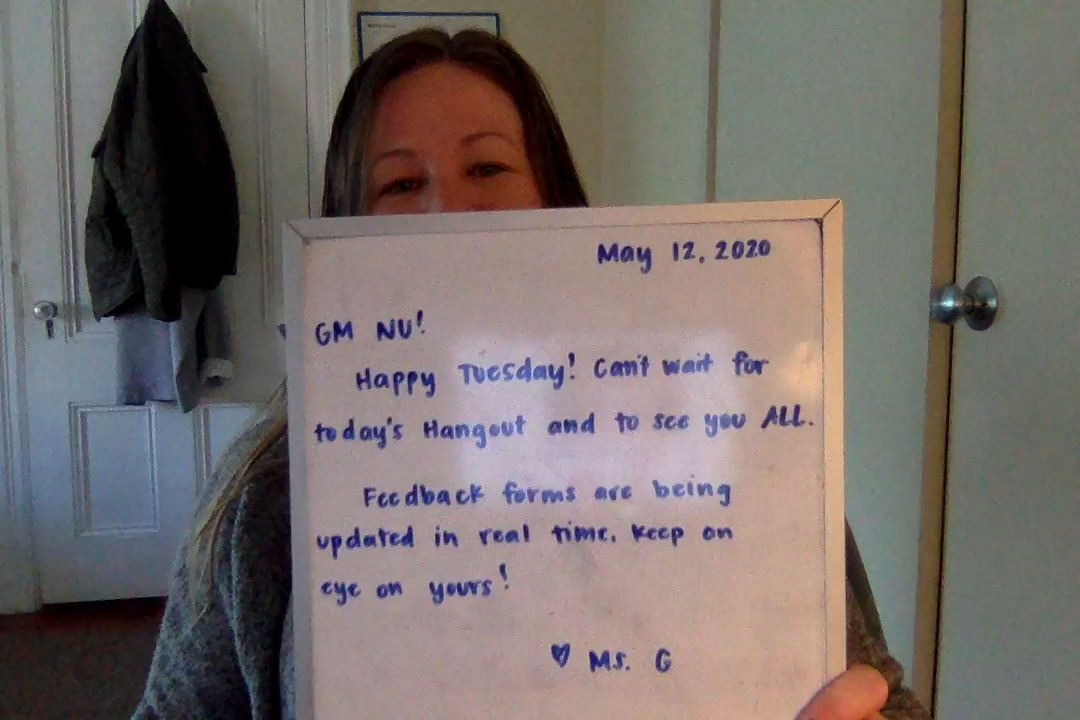 May 12, 2020
GM NU!
Happy Tuesday! Can't wait for
today's Hangout and to see you ALL.
Feedback forms are being
updated in real time. Keep on
eye on yours!
♡ Ms. G